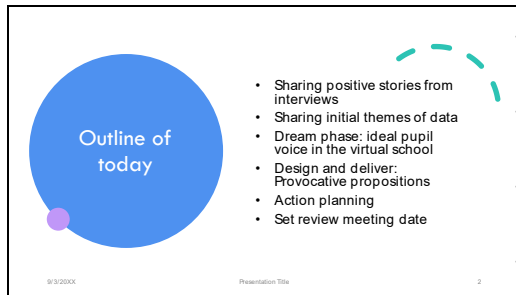 Outline of
today
• Sharing positive stories from
interviews
• Sharing initial themes of data
• Dream phase: ideal pupil
voice in the virtual school
• Design and deliver:
Provocative propositions
• Action planning
• Set review meeting date
9/3/20XX
Presentation Title
2